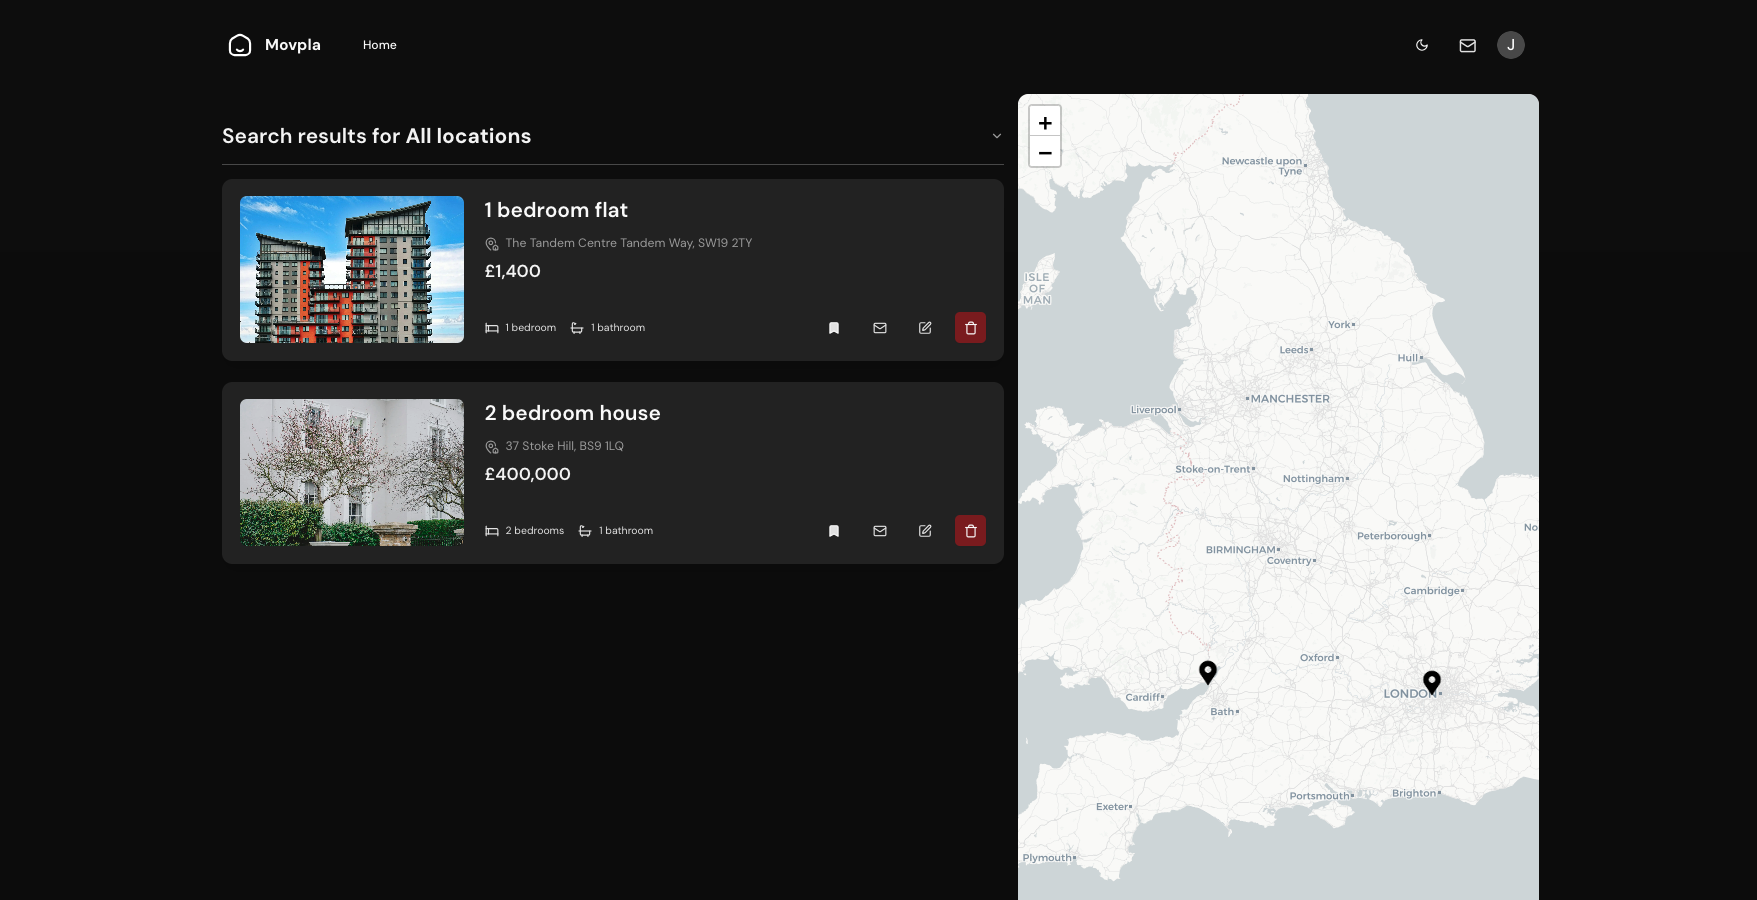 Movpla
Home
J
Search results for All locations
1 bedroom flat
The Tandem Centre Tandem Way, SW19 2TY
£1,400
1 bedroom
1 bathroom
2 bedroom house
37 Stoke Hill, BS9 1LQ
£400,000
2 bedrooms
1 bathroom
+
−
Newcastle upon
Tyne
ISLE
OF
MAN
York
Leeds
Hull
MANCHESTER
Liverpool
Stoke-on-Trent
Nottingham
No
Peterborough
BIRMINGHAM
Coventry
Cambridge
Oxford
LONDON
Cardiff
Bath
Portsmouth
Brighton
Exeter
Plymouth